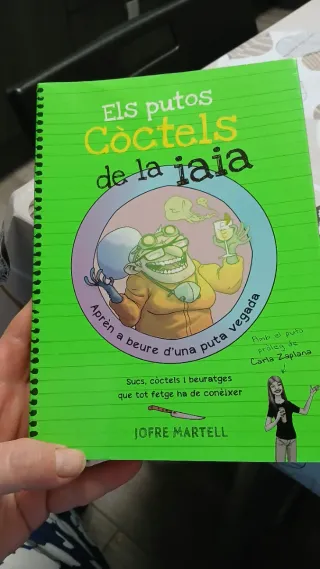 Els putos
Còctels
de la iaia
Aprèn a beure d'una puta vegada
Amb el puto
pròleg de
Carla Zaplana
Sucs, còctels i beuratges
que tot fetge ha de conèixer
JOFRE MARTELL